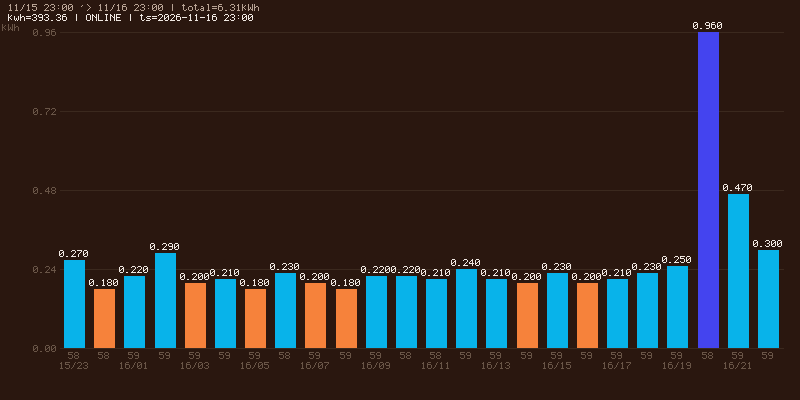 11/15 23:00 -> 11/16 23:00 | total=6.31KWh
Kwh=393.36 | ONLINE | ts=2026-11-16 23:00
KWh
0.96
0.72
0.48
0.24
0.00
0.270 0.180 0.220 0.290 0.200 0.210 0.180 0.230 0.200 0.180 0.220 0.220 0.210 0.240 0.210 0.200 0.230 0.200 0.210 0.230 0.250 0.960 0.470 0.300
58 58 59 59 59 59 59 58 59 59 59 58 58 59 59 59 59 59 59 59 59 58 59 59
15/23 16/01 16/03 16/05 16/07 16/09 16/11 16/13 16/15 16/17 16/19 16/21